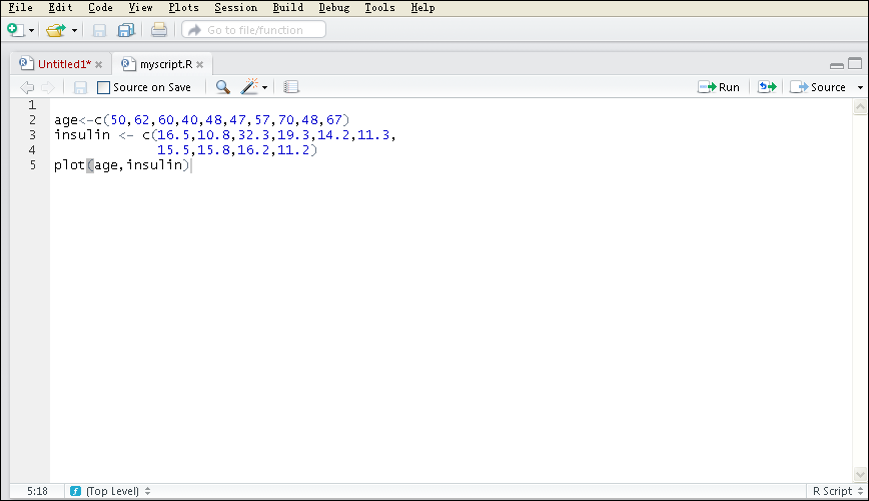 File Edit Code View Plots Session Build Debug Tools Help
Go to file/function
Untitled1* myscript.R
Source on Save Run Source
1
2 age<-c(50,62,60,40,48,47,57,70,48,67)
3 insulin <- c(16.5,10.8,32.3,19.3,14.2,11.3,
4 15.5,15.8,16.2,11.2)
5 plot(age,insulin)
5:18 (Top Level) R Script